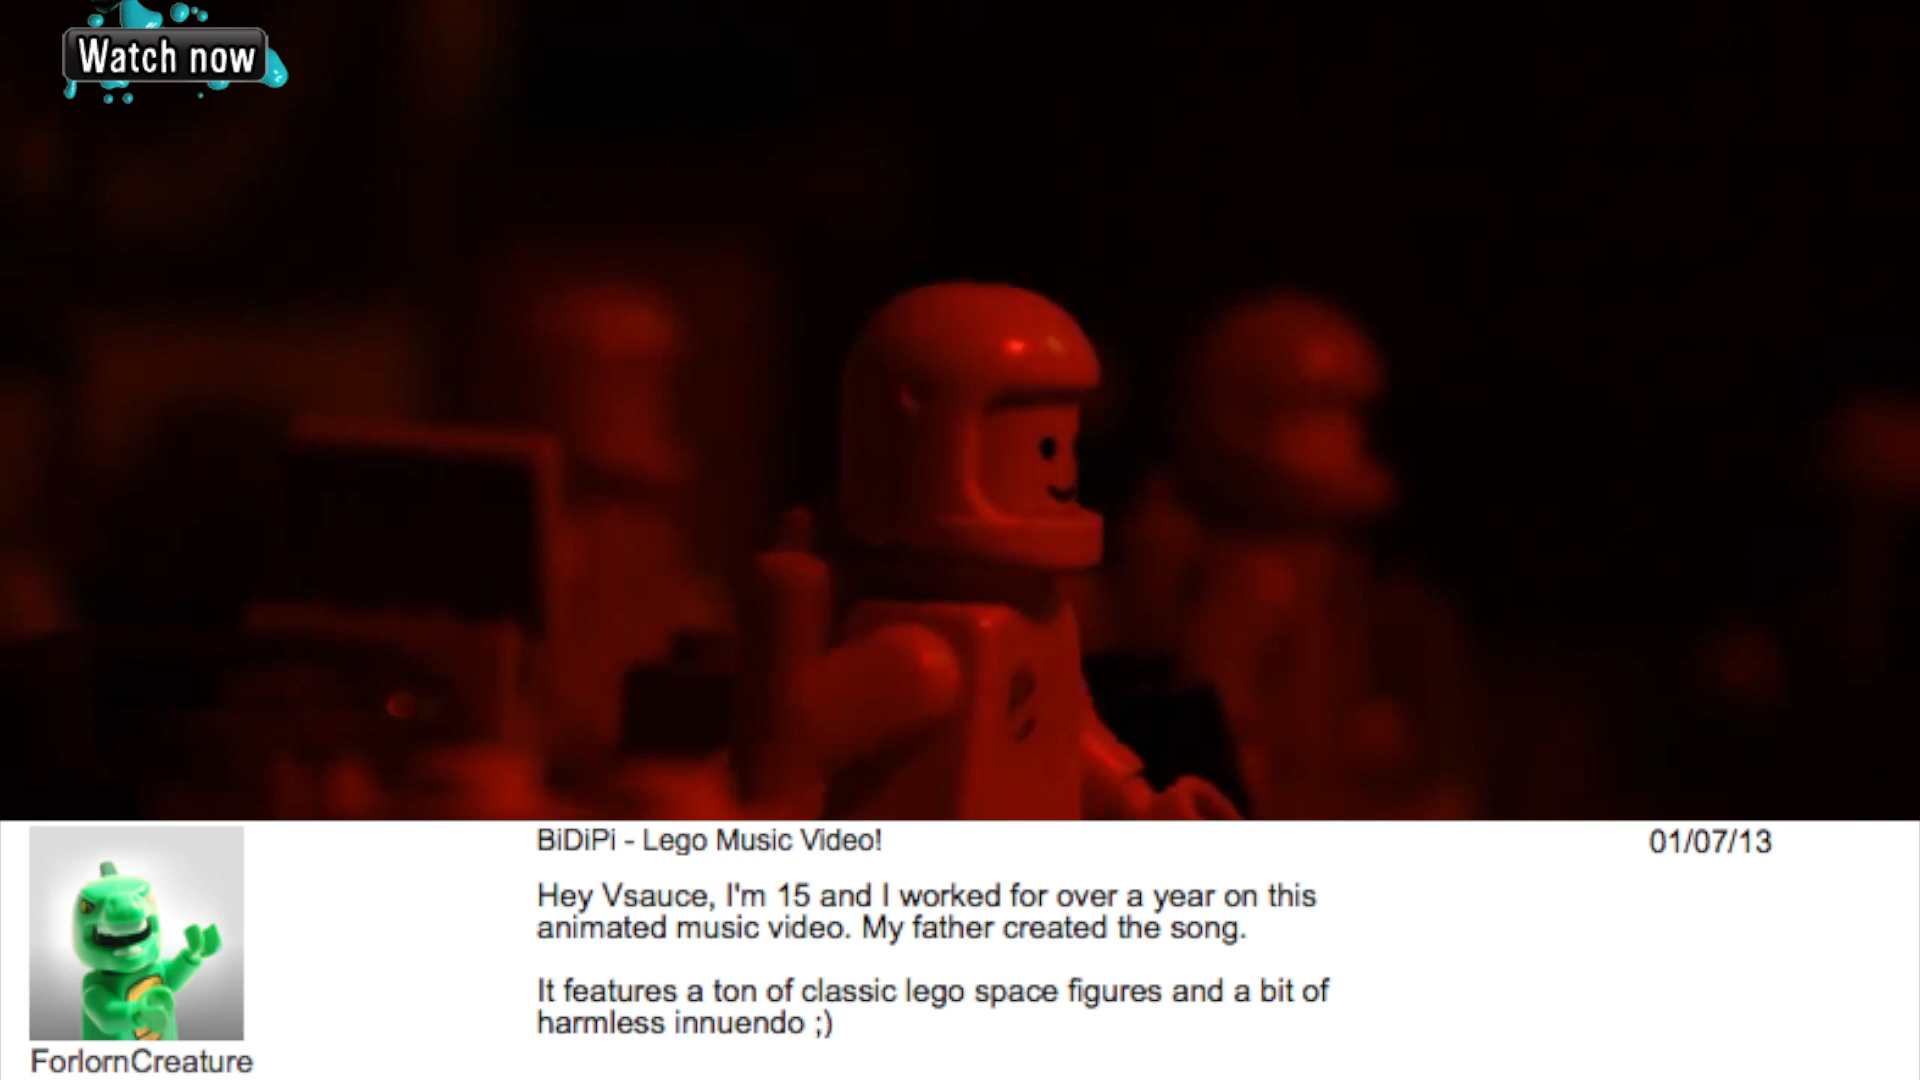 Watch now
BiDiPi - Lego Music Video!
01/07/13
Hey Vsauce, I'm 15 and I worked for over a year on this
animated music video. My father created the song.
It features a ton of classic lego space figures and a bit of
harmless innuendo ;)
ForlornCreature